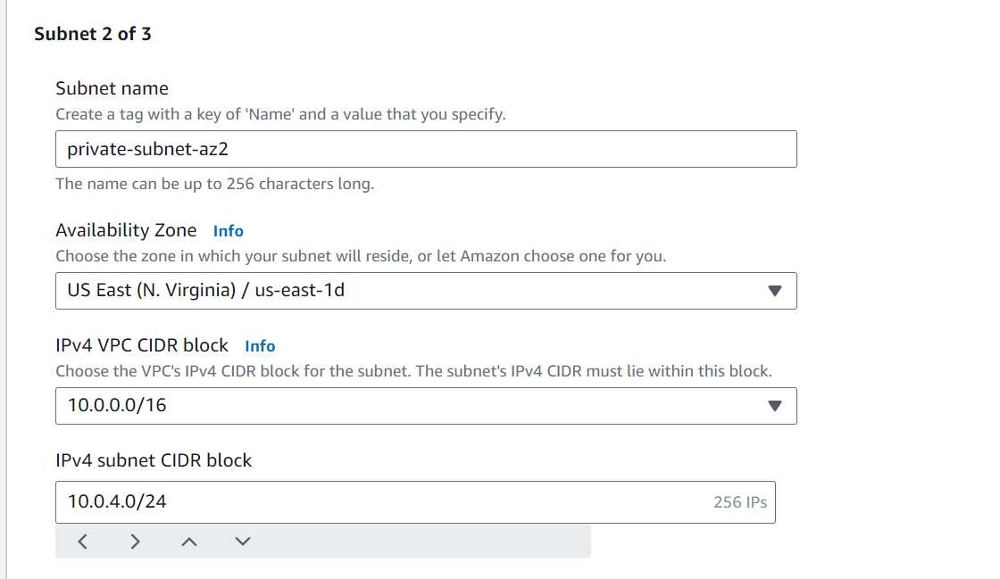 Subnet 2 of 3
Subnet name
Create a tag with a key of 'Name' and a value that you specify.
private-subnet-az2
The name can be up to 256 characters long.
Availability Zone Info
Choose the zone in which your subnet will reside, or let Amazon choose one for you.
US East (N. Virginia) / us-east-1d
IPv4 VPC CIDR block Info
Choose the VPC's IPv4 CIDR block for the subnet. The subnet's IPv4 CIDR must lie within this block.
10.0.0.0/16
IPv4 subnet CIDR block
10.0.4.0/24 256 IPs